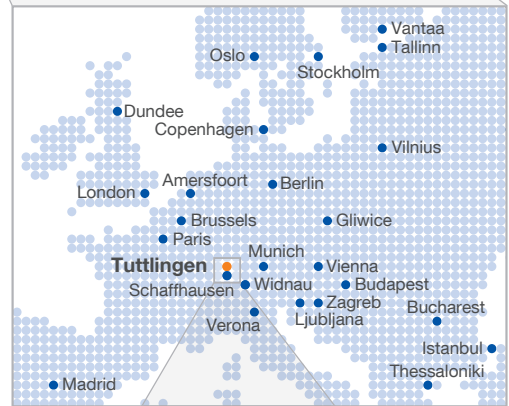 Vantaa
Oslo
Tallinn
Stockholm
Dundee
Copenhagen
Vilnius
London
Amersfoort
Berlin
Brussels
Gliwice
Paris
Munich
Tuttlingen
Vienna
Schaffhausen
Widnau
Budapest
Zagreb
Bucharest
Verona
Ljubljana
Istanbul
Thessaloniki
Madrid